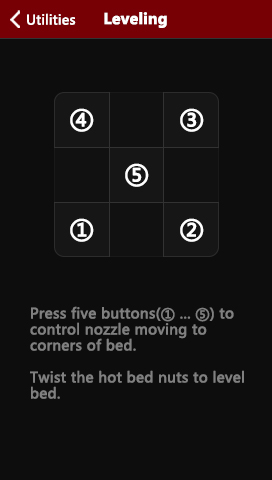 Utilities
Leveling
④ ③
⑤
① ②
Press five buttons(① ... ⑤) to
control nozzle moving to
corners of bed.
Twist the hot bed nuts to level
bed.